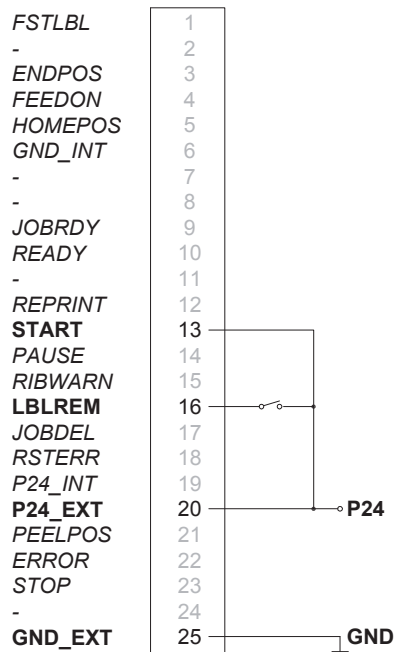 FSTLBL 1
- 2
ENDPOS 3
FEEDON 4
HOMEPOS 5
GND_INT 6
- 7
- 8
JOBRDY 9
READY 10
- 11
REPRINT 12
START 13
PAUSE 14
RIBWARN 15
LBLREM 16
JOBDEL 17
RSTERR 18
P24_INT 19
P24_EXT 20 P24
PEELPOS 21
ERROR 22
STOP 23
- 24
GND_EXT 25 GND